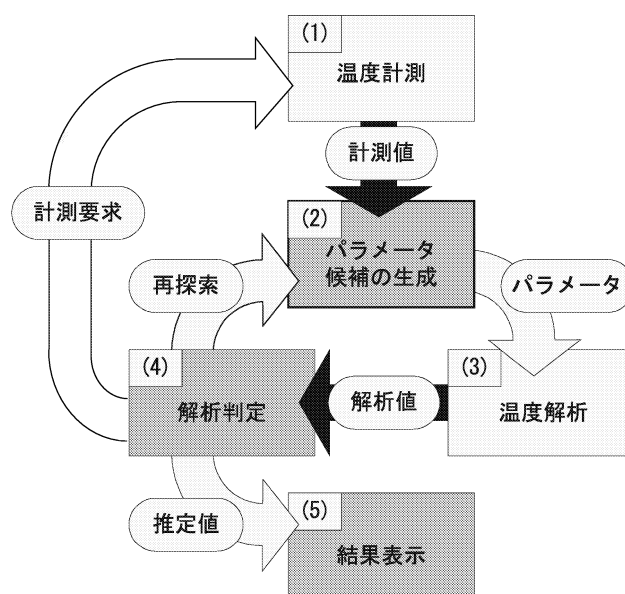 (1)
温度計測
計測値
計測要求
(2)
パラメータ
候補の生成
再探索
パラメータ
(3)
温度解析
解析値
(4)
解析判定
推定値
(5)
結果表示